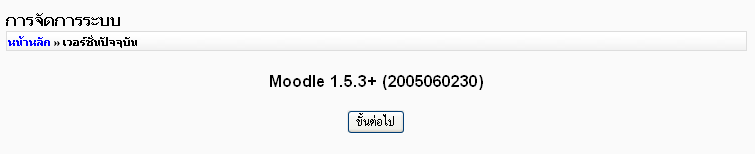 การจัดการระบบ
หน้าหลัก » เวอร์ชั่นปัจจุบัน
Moodle 1.5.3+ (2005060230)
ขั้นต่อไป